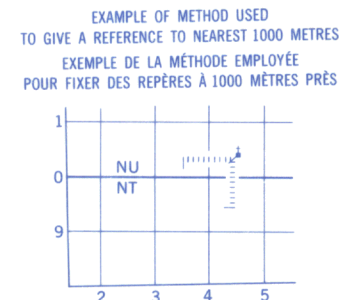 EXAMPLE OF METHOD USED
TO GIVE A REFERENCE TO NEAREST 1000 METRES
EXEMPLE DE LA MÉTHODE EMPLOYÉE
POUR FIXER DES REPÈRES À 1000 MÈTRES PRÈS
1
NU
0
NT
9
2 3 4 5